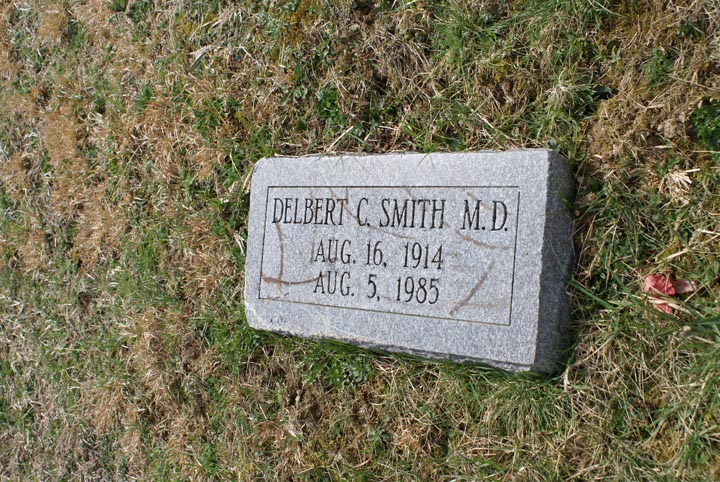 DELBERT C. SMITH M.D.
AUG. 16, 1914
AUG. 5, 1985